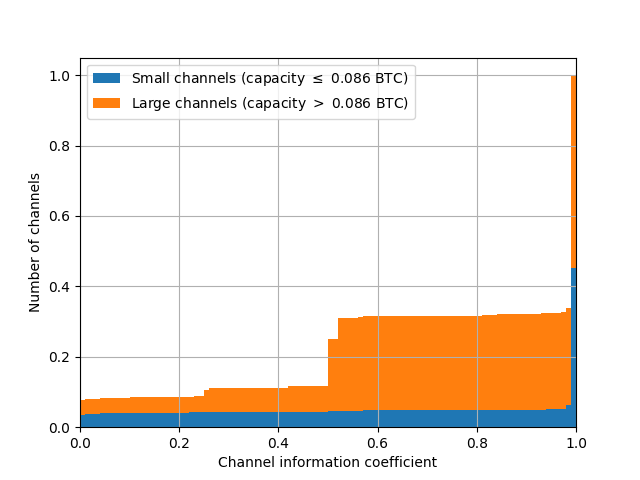 Small channels (capacity ≤ 0.086 BTC)
Large channels (capacity > 0.086 BTC)
1.0
0.8
0.6
0.4
0.2
0.0
Number of channels
0.0 0.2 0.4 0.6 0.8 1.0
Channel information coefficient